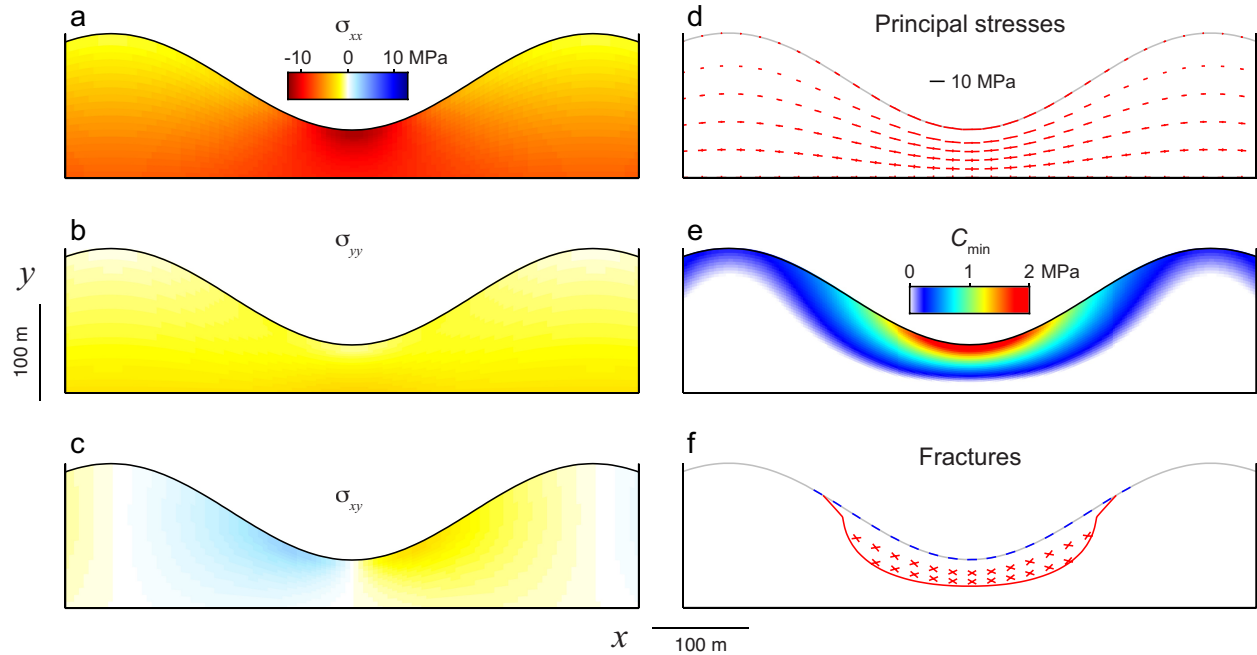 a
σxx
-10 0 10 MPa
b
σyy
y
100 m
c
σxy
d
Principal stresses
10 MPa
e
Cmin
0 1 2 MPa
f
Fractures
x
100 m